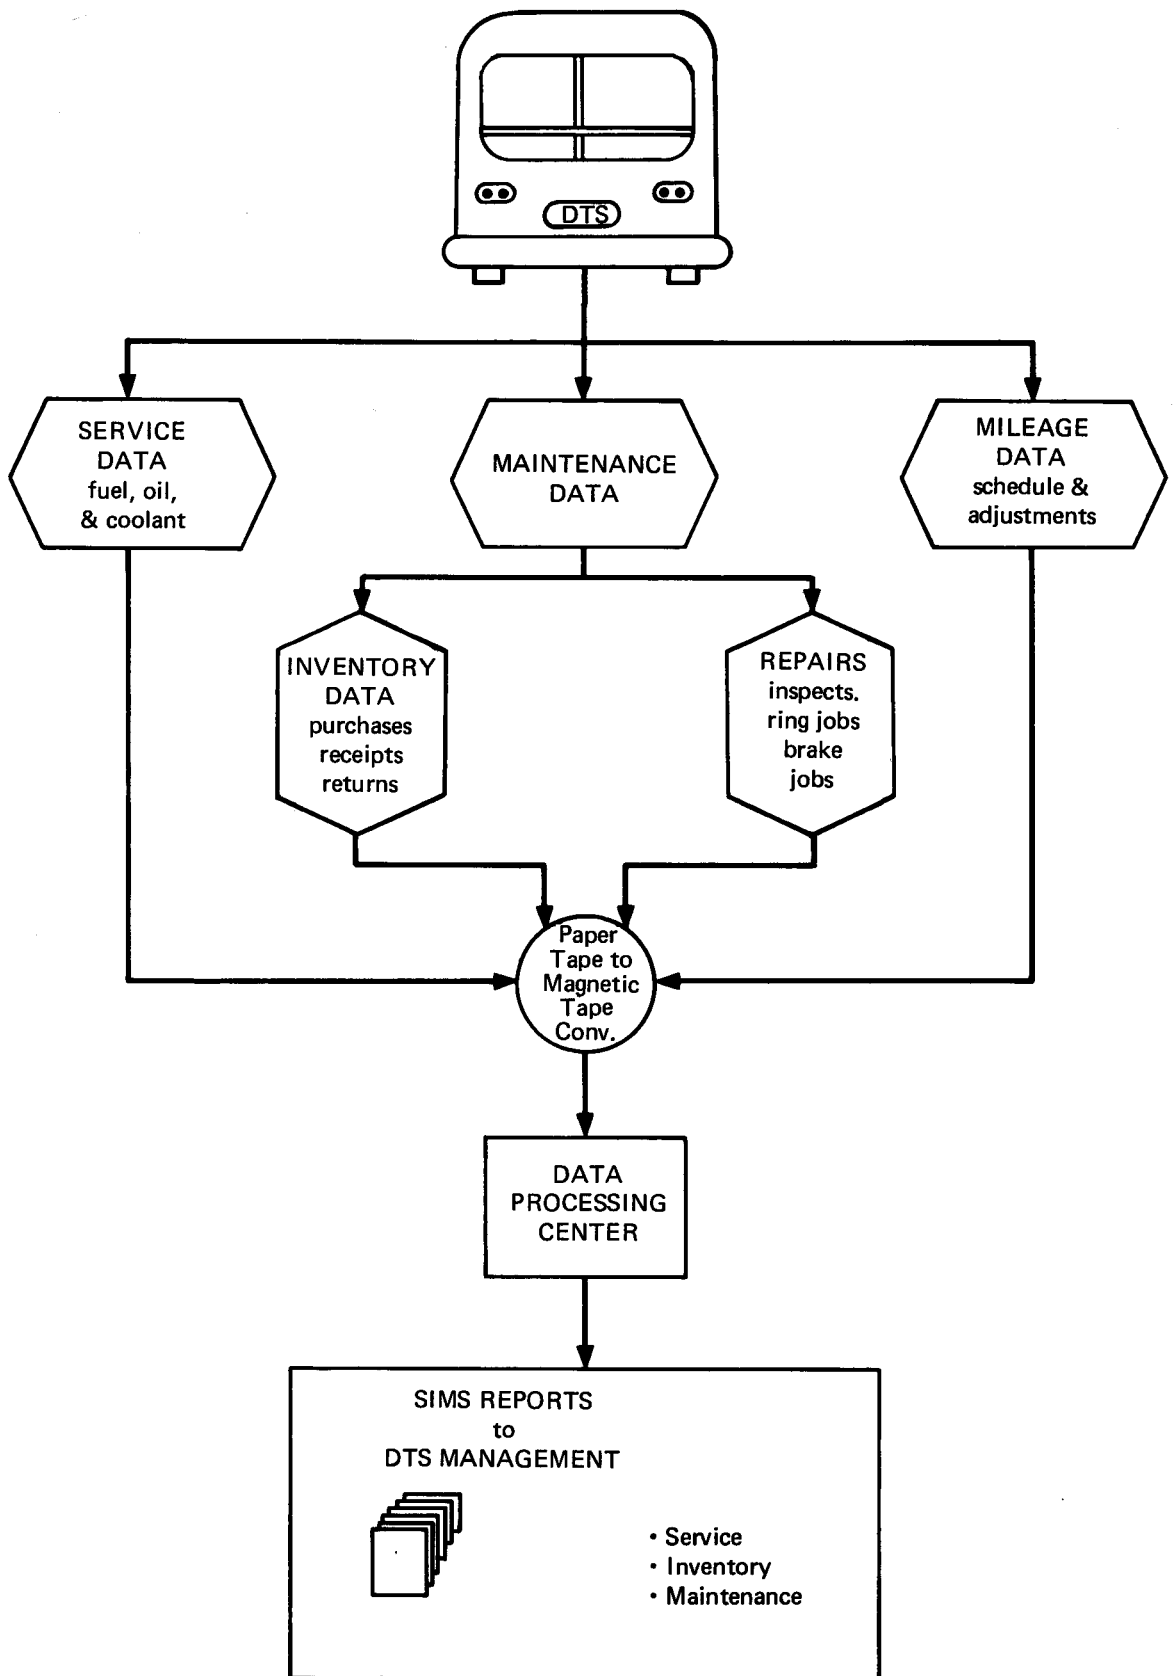 DTS
SERVICE
DATA
fuel, oil,
& coolant
MAINTENANCE
DATA
MILEAGE
DATA
schedule &
adjustments
INVENTORY
DATA
purchases
receipts
returns
REPAIRS
inspects.
ring jobs
brake
jobs
Paper
Tape to
Magnetic
Tape
Conv.
DATA
PROCESSING
CENTER
SIMS REPORTS
to
DTS MANAGEMENT
• Service
• Inventory
• Maintenance